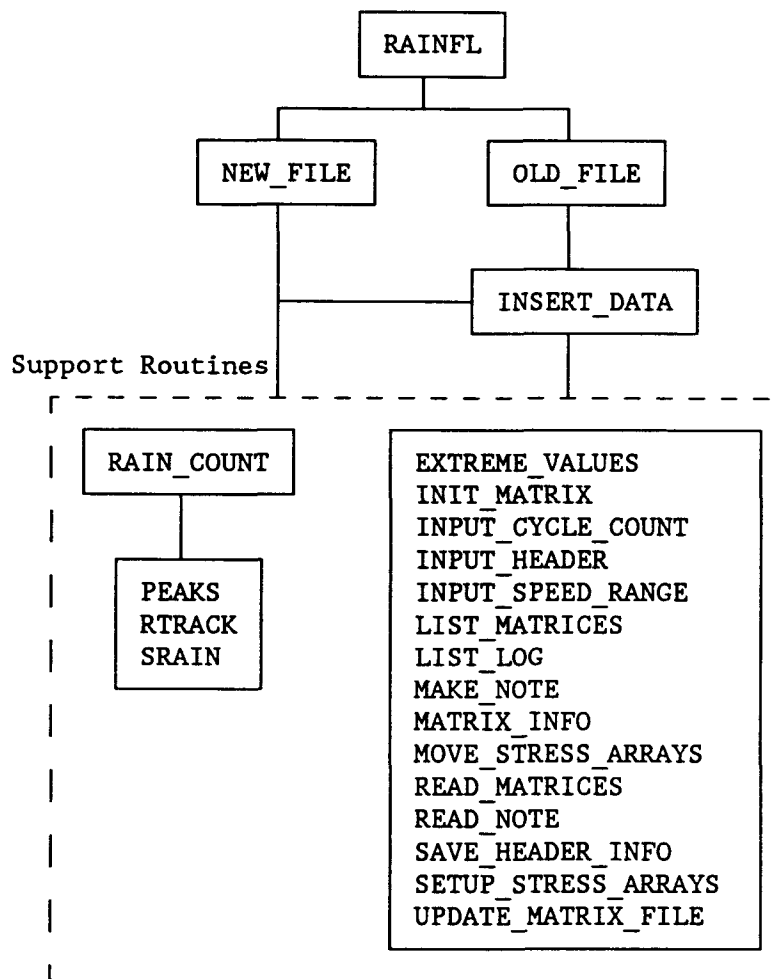 RAINFL
NEW_FILE
OLD_FILE
INSERT_DATA
Support Routines
RAIN_COUNT
PEAKS
RTRACK
SRAIN
EXTREME_VALUES
INIT_MATRIX
INPUT_CYCLE_COUNT
INPUT_HEADER
INPUT_SPEED_RANGE
LIST_MATRICES
LIST_LOG
MAKE_NOTE
MATRIX_INFO
MOVE_STRESS_ARRAYS
READ_MATRICES
READ_NOTE
SAVE_HEADER_INFO
SETUP_STRESS_ARRAYS
UPDATE_MATRIX_FILE